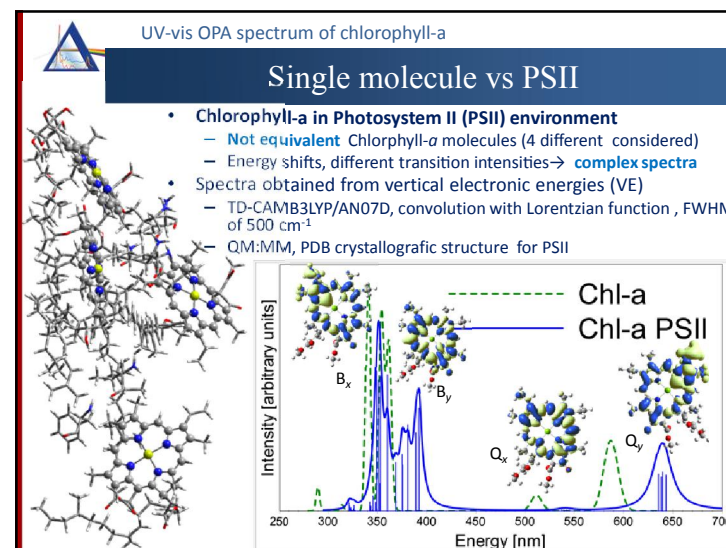 UV-vis OPA spectrum of chlorophyll-a
Single molecule vs PSII
• Chlorophyll-a in Photosystem II (PSII) environment
– Not equivalent Chlorphyll-a molecules (4 different considered)
– Energy shifts, different transition intensities→ complex spectra
• Spectra obtained from vertical electronic energies (VE)
– TD-CAMB3LYP/AN07D, convolution with Lorentzian function , FWHM
of 500 cm-1
– QM:MM, PDB crystallografic structure for PSII
Chl-a
Chl-a PSII
Bx
By
Qx
Qy
Intensity [arbitrary units]
250 300 350 400 450 500 550 600 650 700
Energy [nm]